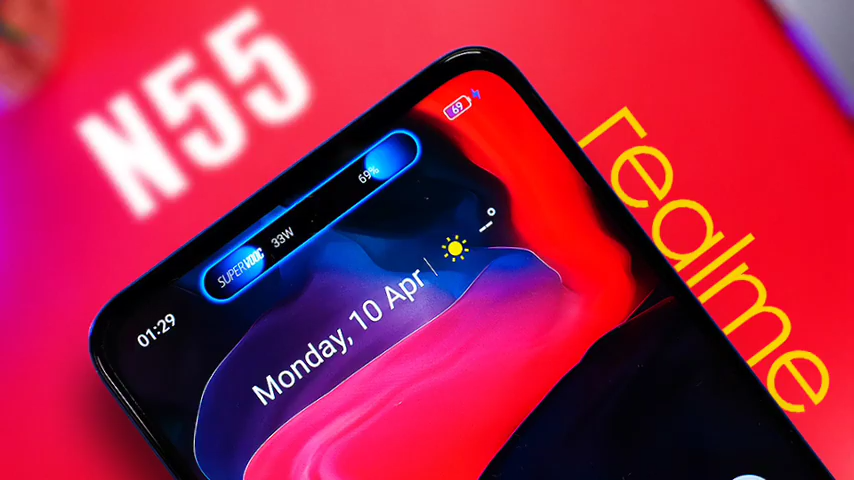 N55
realme
69
SUPERVOOC 33W 69%
01:29
Monday, 10 Apr | _°